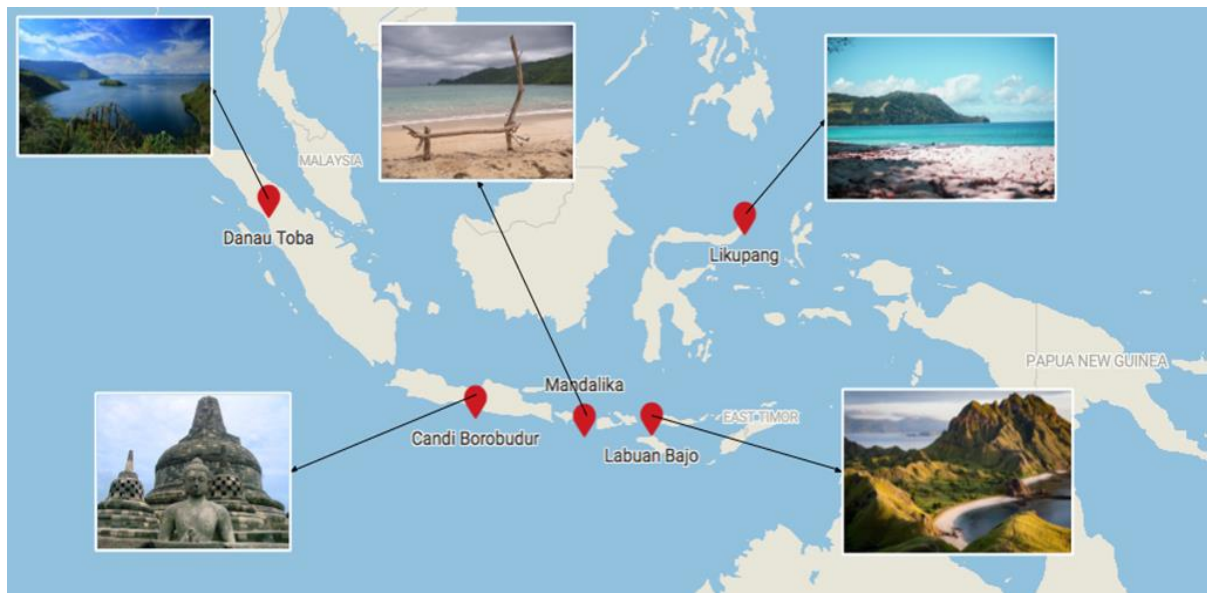 MALAYSIA
Danau Toba
Likupang
PAPUA NEW GUINEA
Mandalika
Candi Borobudur
EAST TIMOR
Labuan Bajo